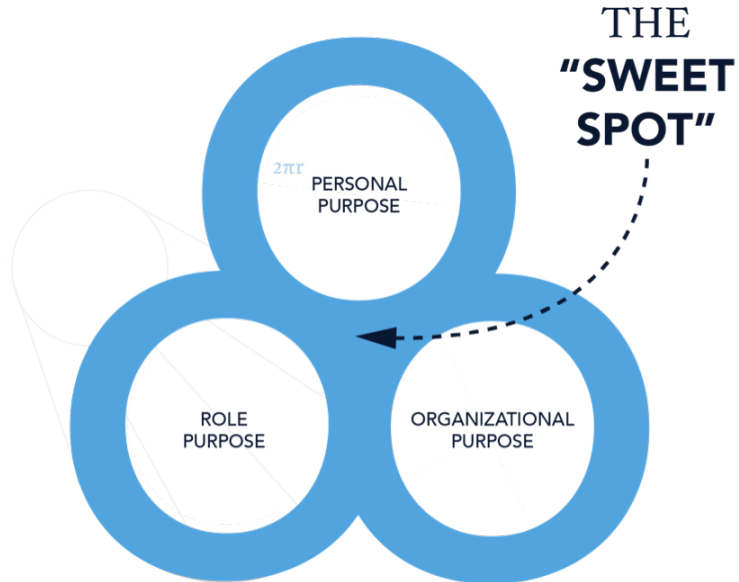 THE
“SWEET
SPOT”
2πr
PERSONAL
PURPOSE
ROLE
PURPOSE
ORGANIZATIONAL
PURPOSE